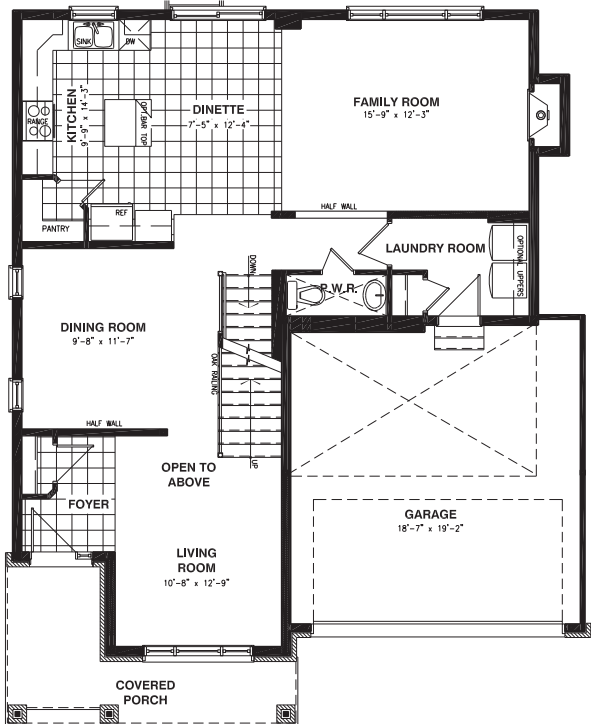 SINK
DW
RANGE
KITCHEN
9'-9" x 14'-3"
OPT.BAR TOP
DINETTE
7'-5" x 12'-4"
FAMILY ROOM
15'-9" x 12'-3"
PANTRY
REF
HALF WALL
LAUNDRY ROOM
OPTIONAL UPPERS
DOWN
P.W.R.
DINING ROOM
9'-8" x 11'-7"
OAK RAILING
HALF WALL
UP
OPEN TO
ABOVE
FOYER
GARAGE
18'-7" x 19'-2"
LIVING
ROOM
10'-8" x 12'-9"
COVERED
PORCH